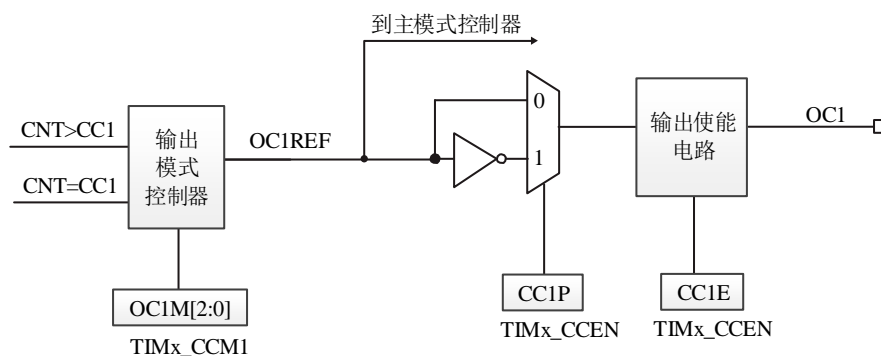 到主模式控制器
CNT>CC1
CNT=CC1
输出
模式
控制器
OC1REF
0
1
输出使能
电路
OC1
OC1M[2:0]
TIMx_CCM1
CC1P
TIMx_CCEN
CC1E
TIMx_CCEN